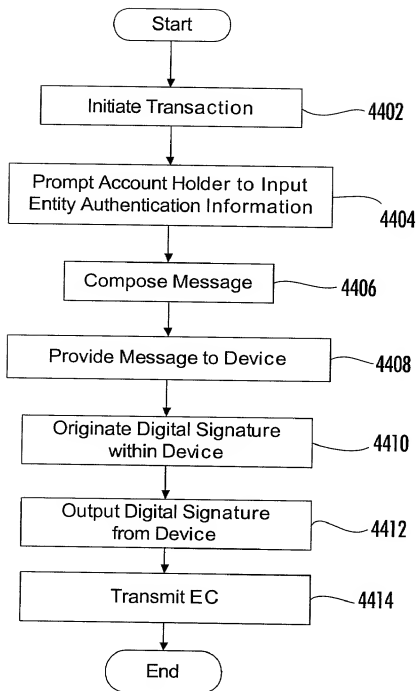 Start
Initiate Transaction
4402
Prompt Account Holder to Input
Entity Authentication Information
4404
Compose Message
4406
Provide Message to Device
4408
Originate Digital Signature
within Device
4410
Output Digital Signature
from Device
4412
Transmit EC
4414
End